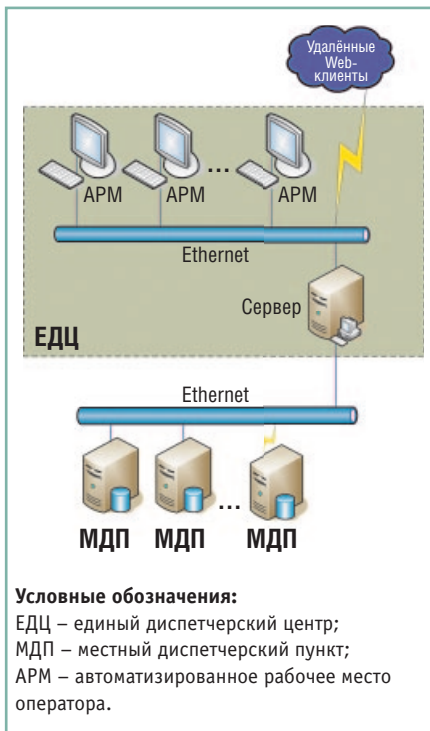 Удалённые
Web-
клиенты
...
АРМ АРМ АРМ
Ethernet
Сервер
ЕДЦ
Ethernet
...
МДП МДП МДП
Условные обозначения:
ЕДЦ – единый диспетчерский центр;
МДП – местный диспетчерский пункт;
АРМ – автоматизированное рабочее место
оператора.